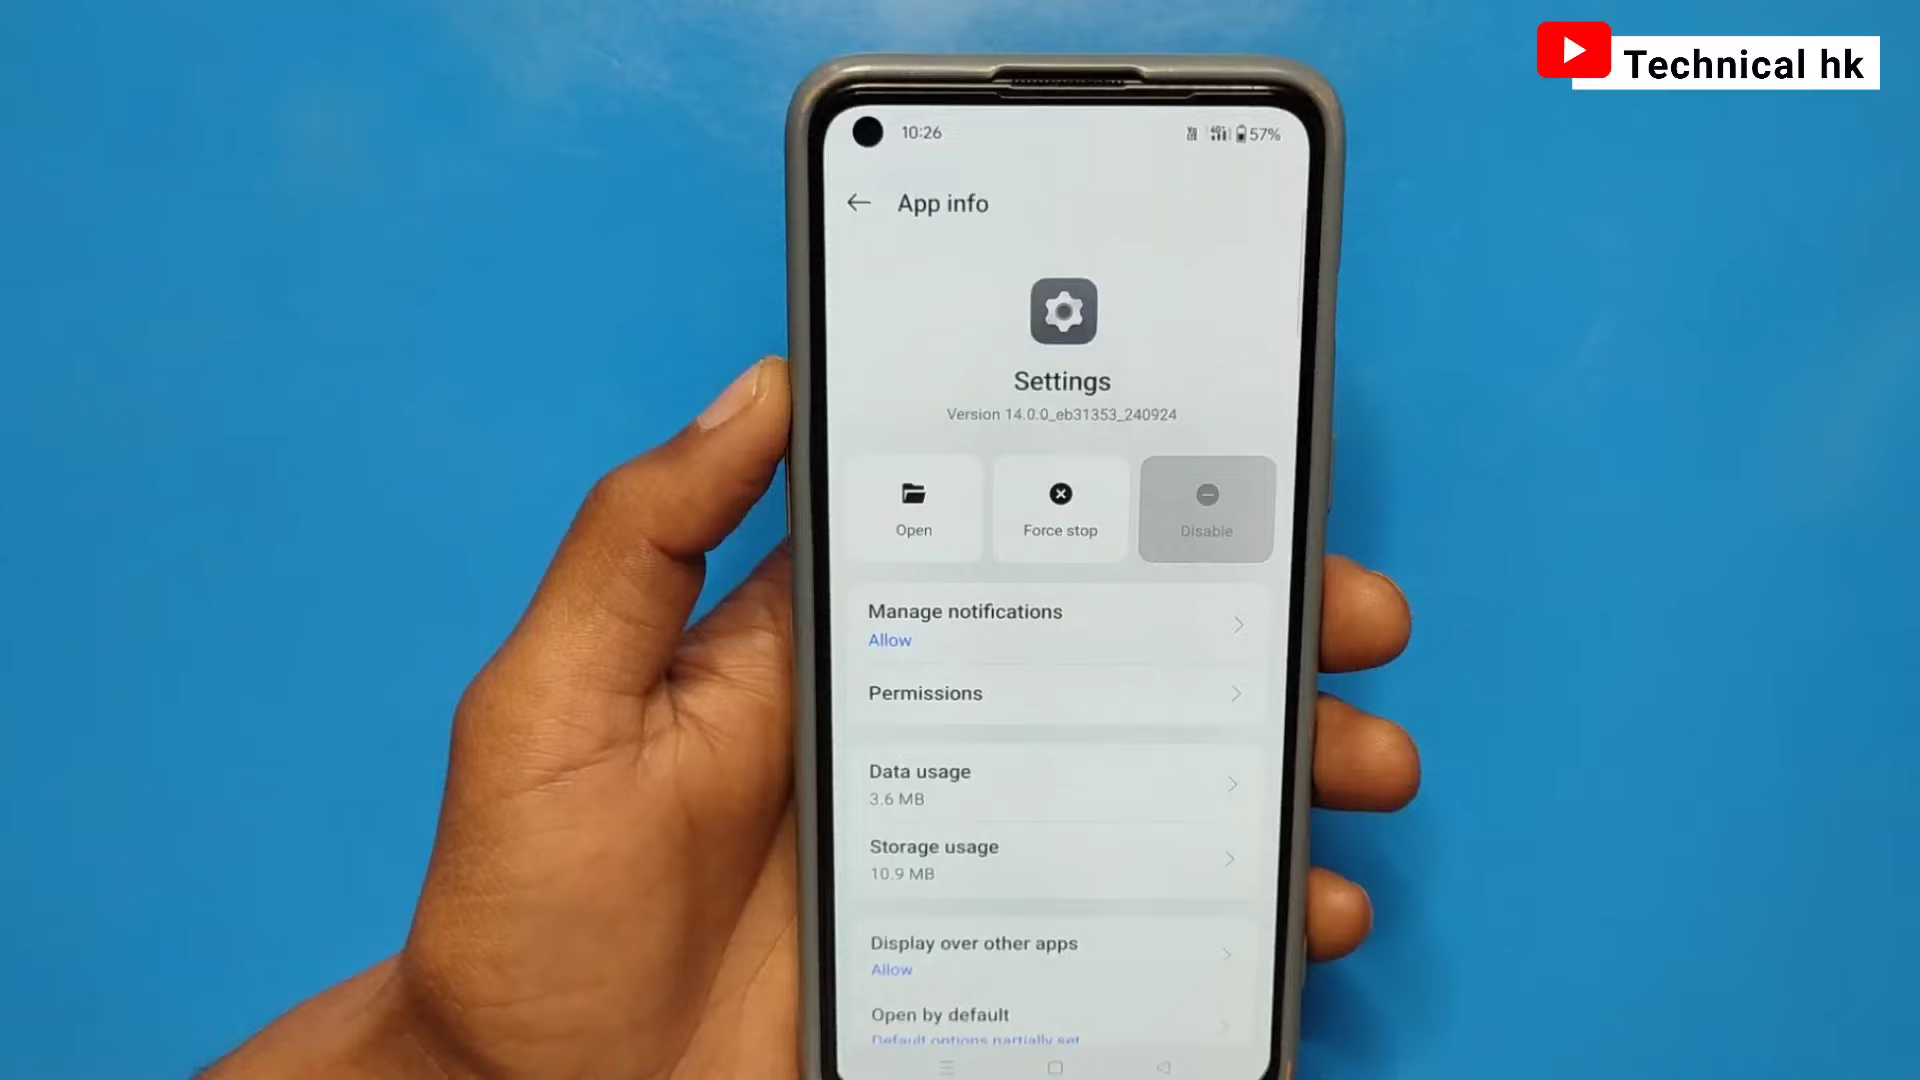 Technical hk
10:26
57%
App info
Settings
Version 14.0.0_eb31353_240924
Open
Force stop
Disable
Manage notifications
Allow
Permissions
Data usage
3.6 MB
Storage usage
10.9 MB
Display over other apps
Allow
Open by default
Default options partially set